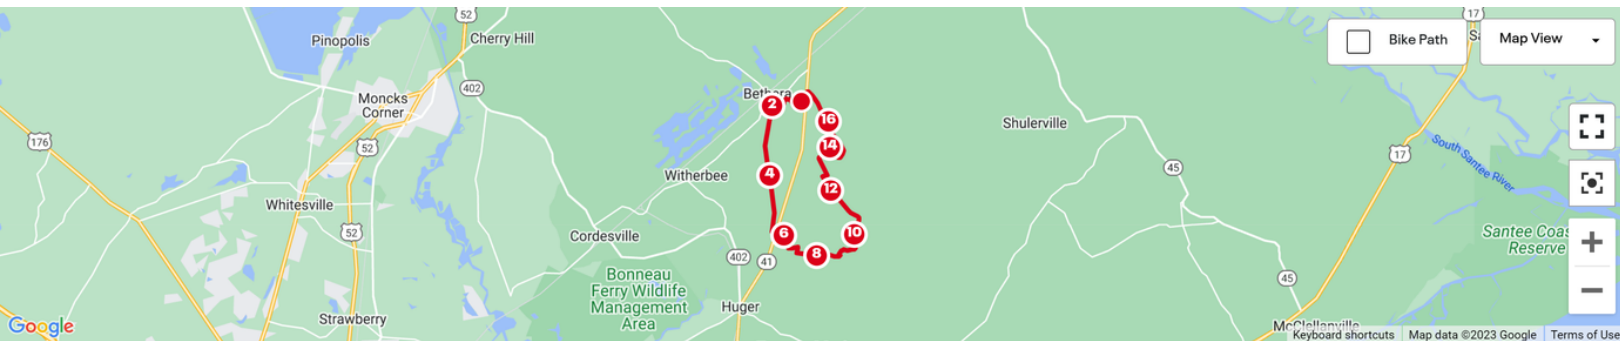 52
17
Pinopolis
Cherry Hill
Bike Path
Map View
402
Moncks
Corner
Bethera
2
16
Shulerville
176
52
14
17
South Santee River
4
Witherbee
12
45
Whitesville
52
Cordesville
6
10
Santee Coas
Reserve
8
402
41
Bonneau
Ferry Wildlife
Management
Area
45
Huger
Strawberry
McClellanville
Google
Keyboard shortcuts
Map data ©2023 Google
Terms of Use